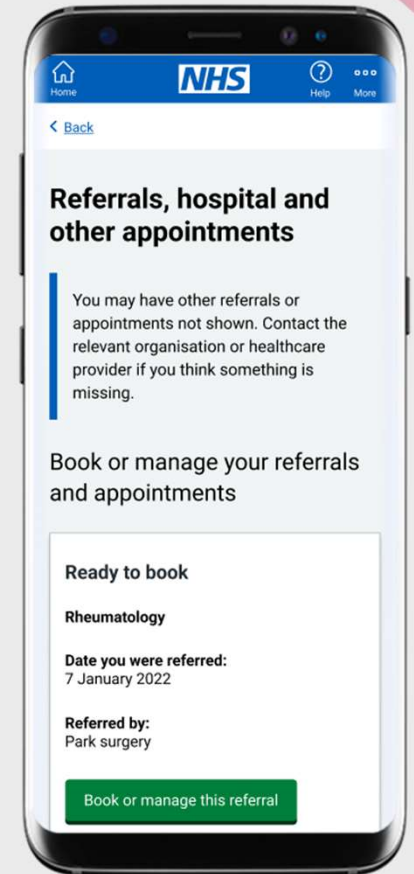 NHS
Home
Help
More
Back
Referrals, hospital and
other appointments
You may have other referrals or
appointments not shown. Contact the
relevant organisation or healthcare
provider if you think something is
missing.
Book or manage your referrals
and appointments
Ready to book
Rheumatology
Date you were referred:
7 January 2022
Referred by:
Park surgery
Book or manage this referral